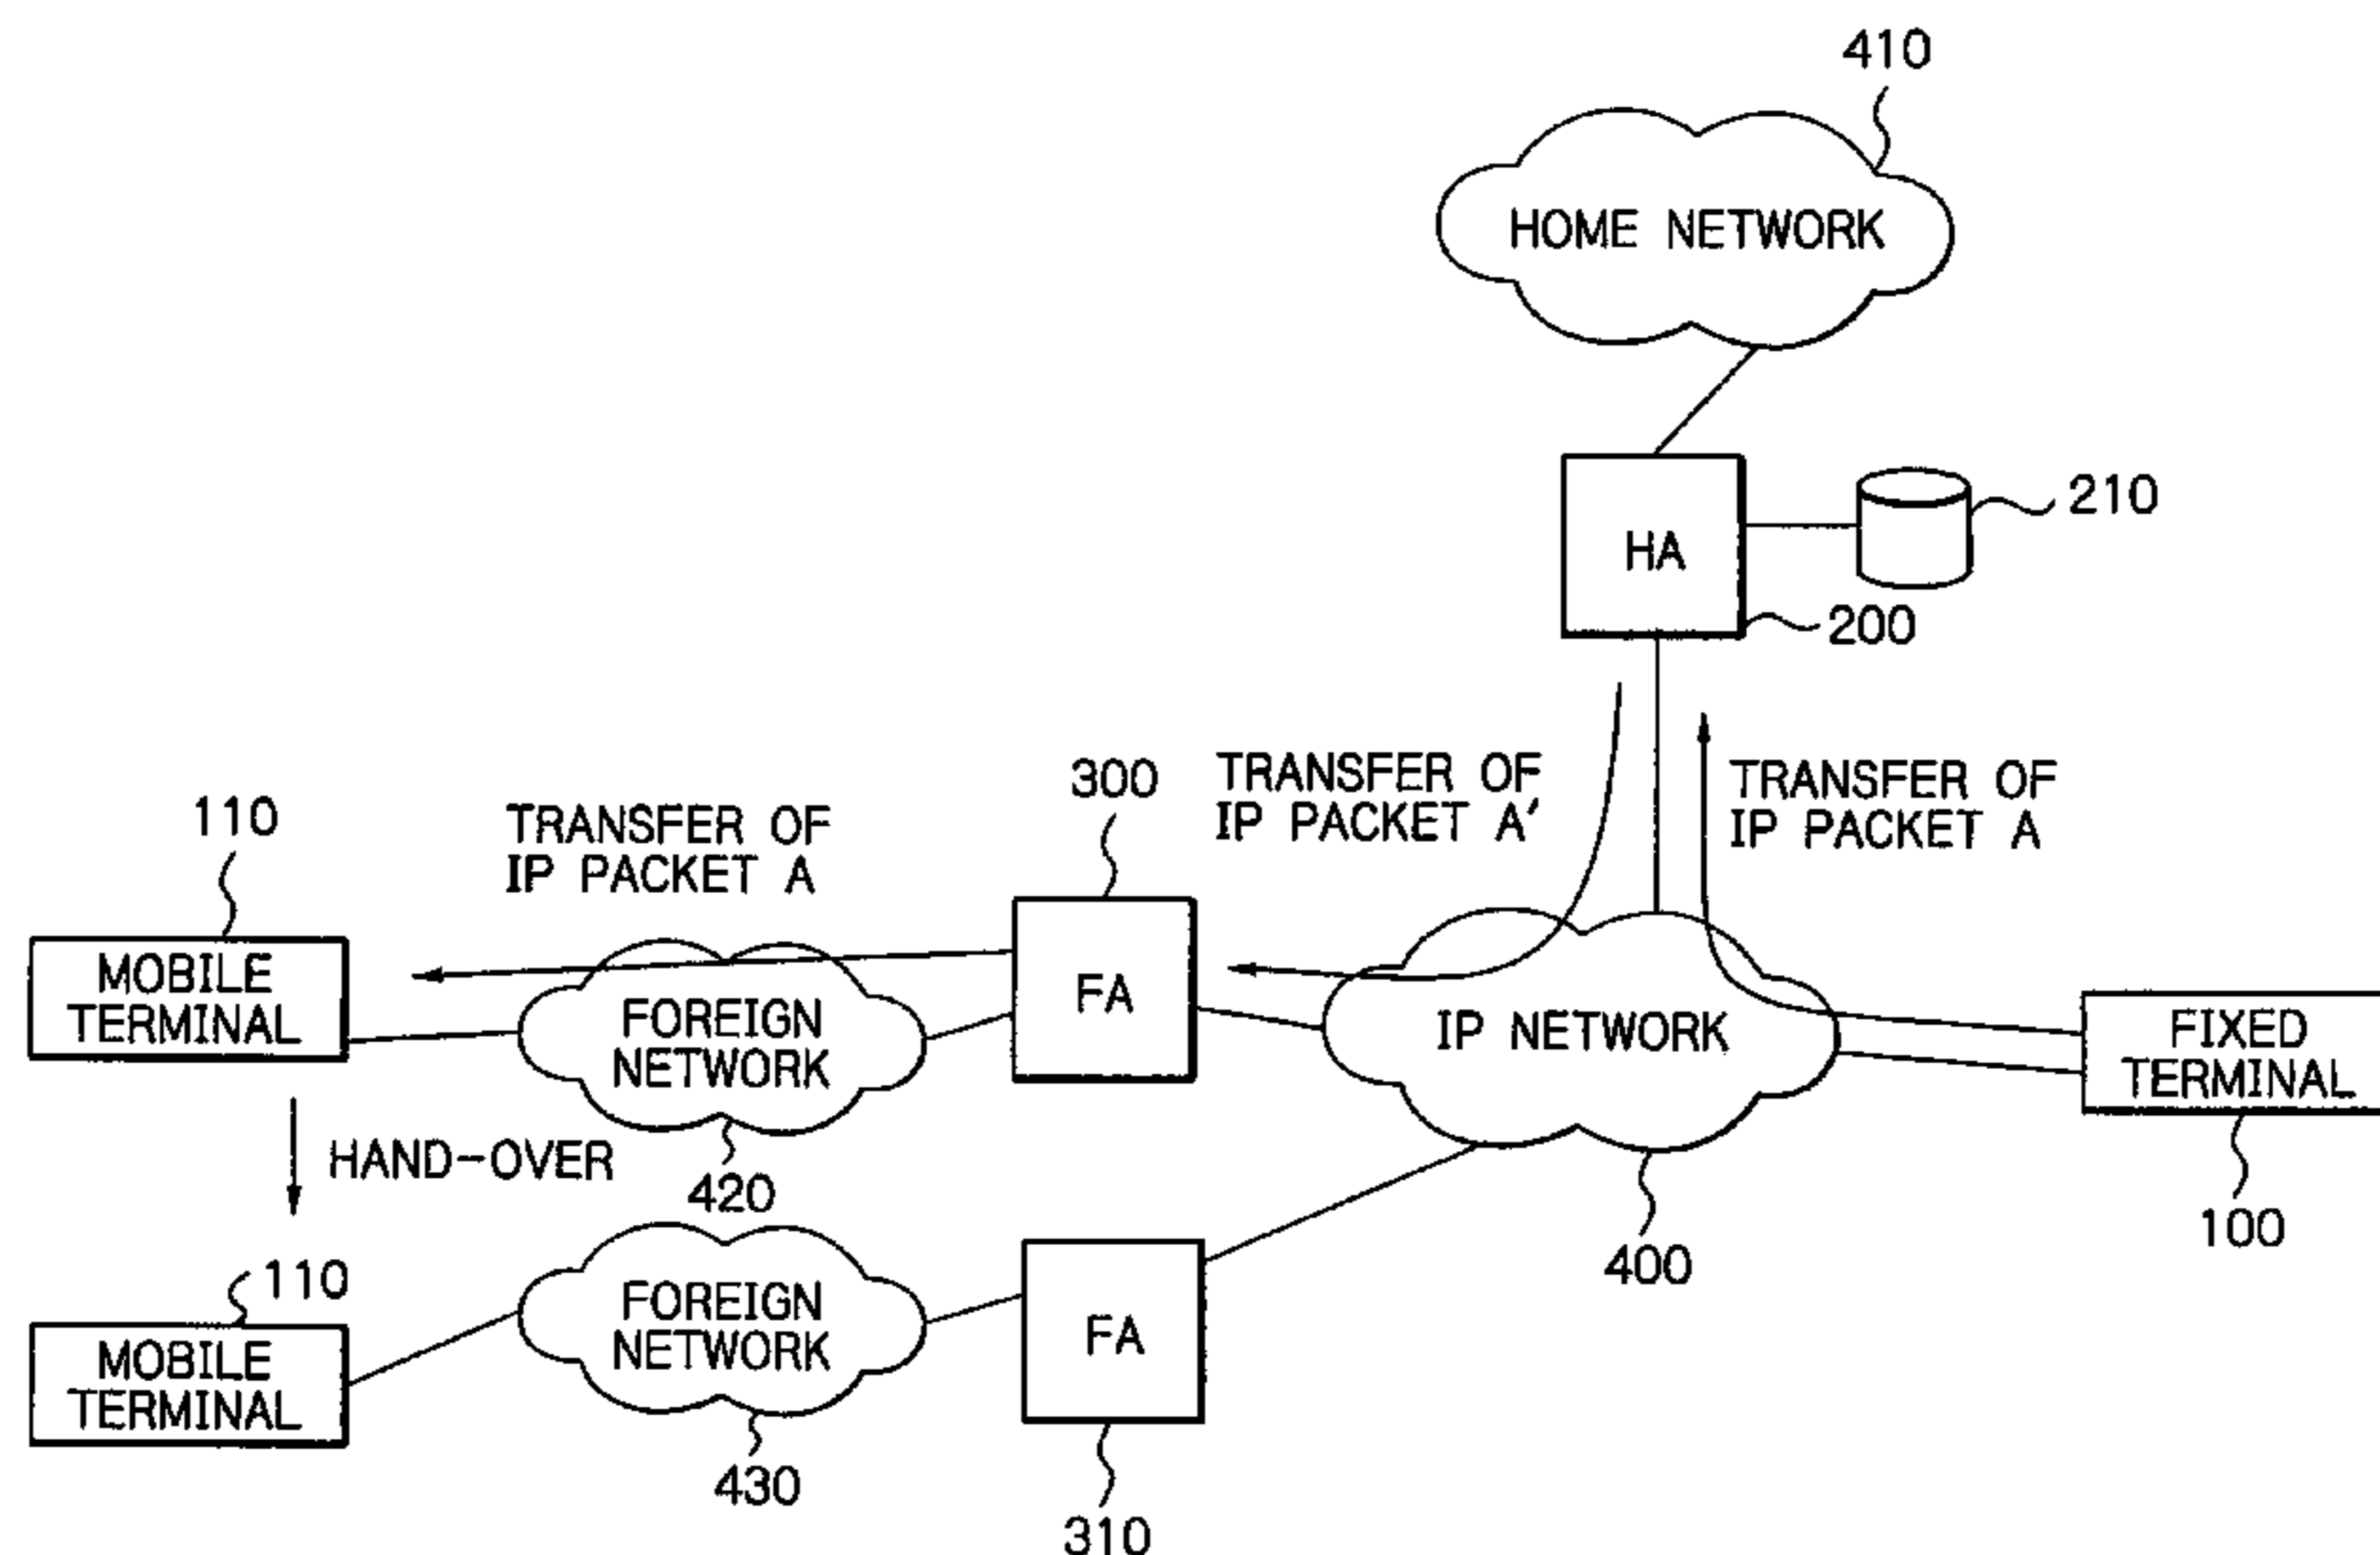 410
HOME NETWORK
HA
210
200
TRANSFER OF
IP PACKET A'
TRANSFER OF
IP PACKET A
300
110
TRANSFER OF
IP PACKET A
MOBILE
TERMINAL
FOREIGN
NETWORK
FA
IP NETWORK
FIXED
TERMINAL
HAND-OVER
420
400
100
110
MOBILE
TERMINAL
FOREIGN
NETWORK
FA
430
310